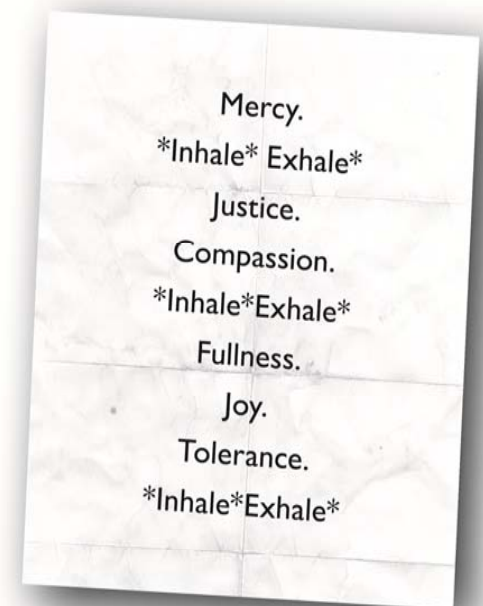 Mercy.
*Inhale* Exhale*
Justice.
Compassion.
*Inhale*Exhale*
Fullness.
Joy.
Tolerance.
*Inhale*Exhale*